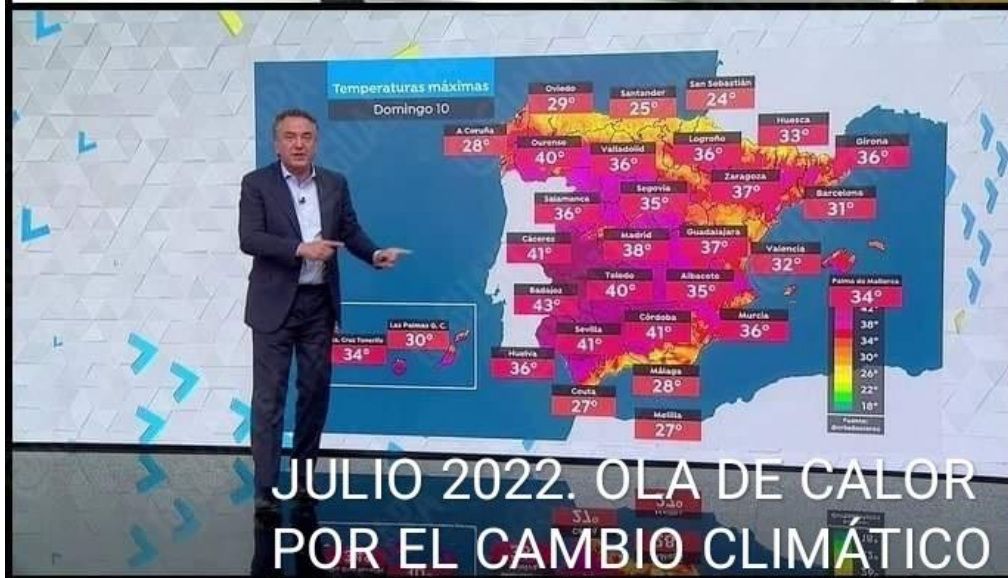 Temperaturas máximas
Domingo 10
Oviedo
29°
Santander
25°
San Sebastián
24°
A Coruña
28°
Ourense
40°
Valladolid
36°
Logroño
36°
Huesca
33°
Girona
36°
Salamanca
36°
Segovia
35°
Zaragoza
37°
Barcelona
31°
Cáceres
41°
Madrid
38°
Guadalajara
37°
Valencia
32°
Badajoz
43°
Toledo
40°
Albacete
35°
Palma de Mallorca
34°
Huelva
36°
Sevilla
41°
Córdoba
41°
Murcia
36°
Málaga
28°
Ceuta
27°
Melilla
27°
Cruz Tenerife
34°
Las Palmas G. C.
30°
42°
38°
34°
30°
26°
22°
18°
Fuente:
JULIO 2022. OLA DE CALOR
POR EL CAMBIO CLIMÁTICO